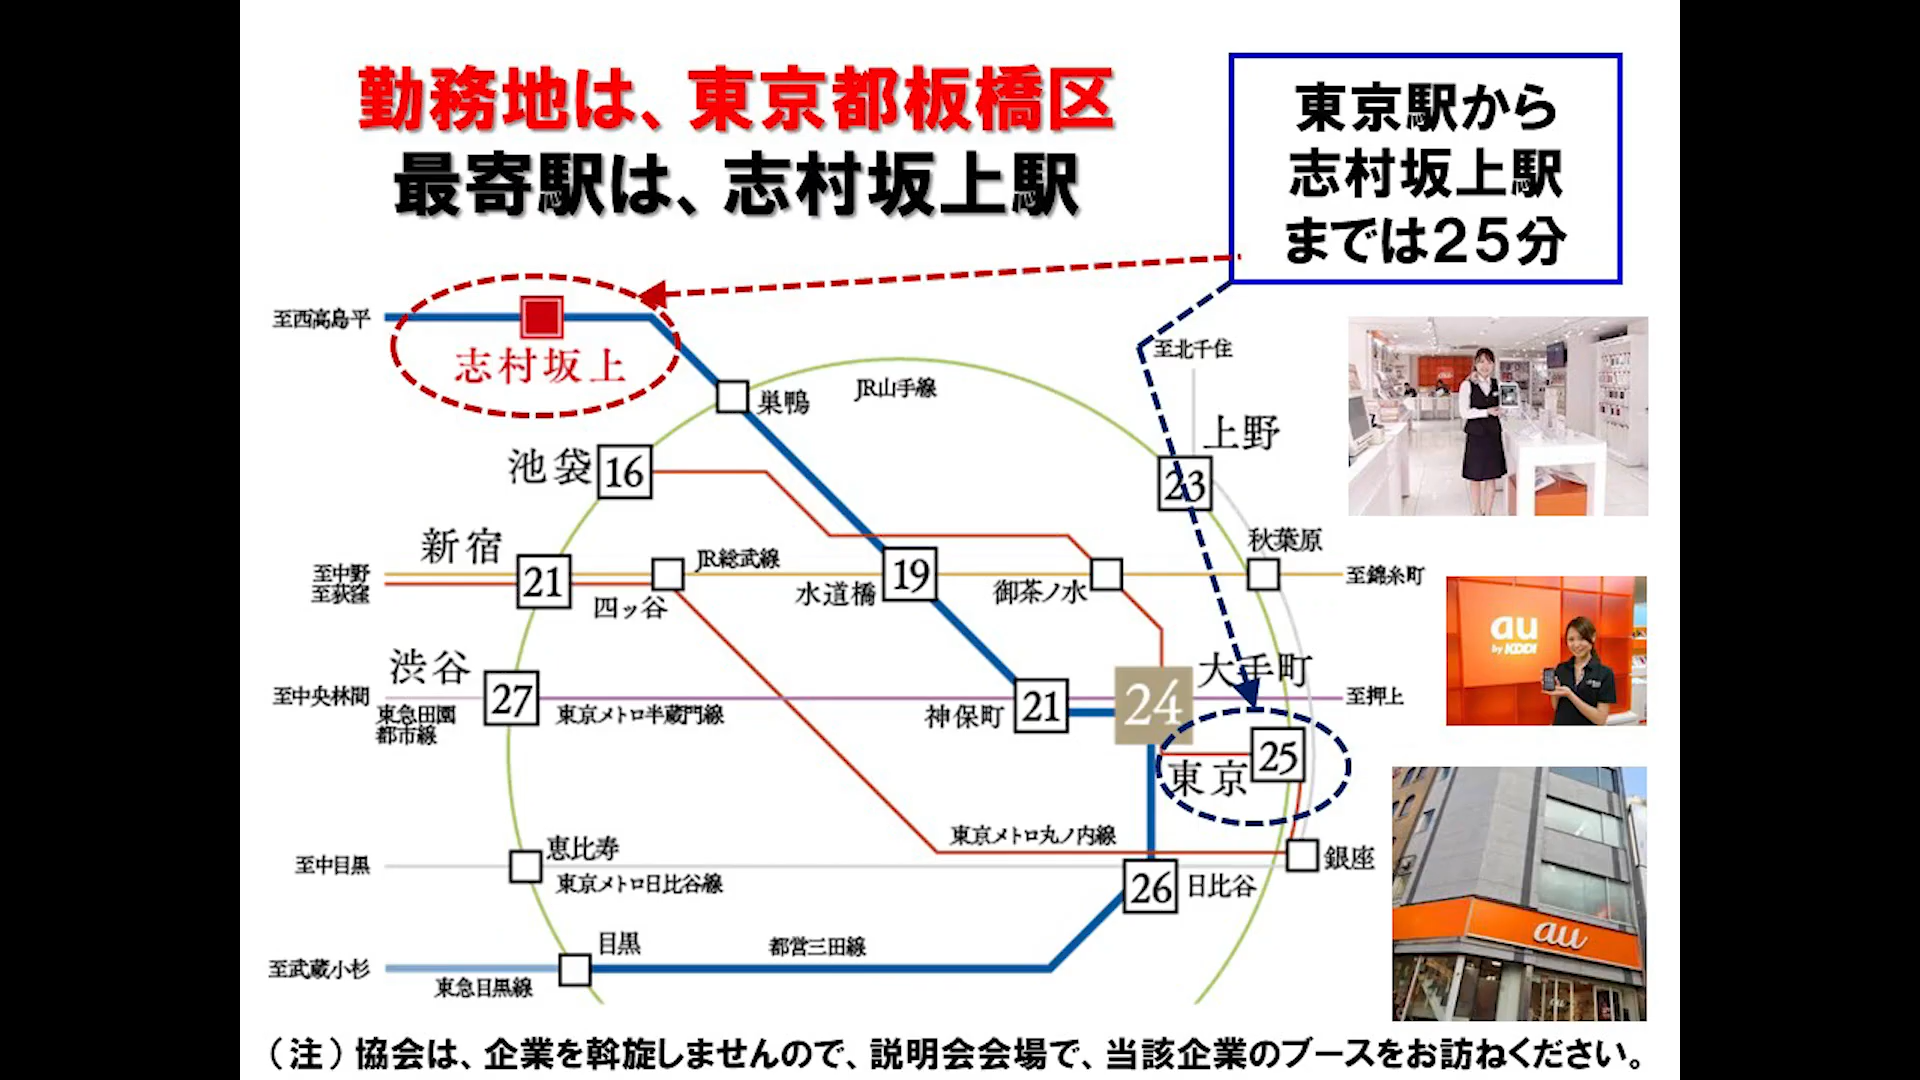 勤務地は、東京都板橋区
最寄駅は、志村坂上駅
東京駅から
志村坂上駅
までは25分
至西高島平
志村坂上
至北千住
巣鴨
JR山手線
上野
池袋
16
23
au
新宿
秋葉原
至中野
至荻窪
21
JR総武線
四ッ谷
19
水道橋
御茶ノ水
至錦糸町
au
by KDDI
渋谷
大手町
至中央林間
27
東急田園
都市線
東京メトロ半蔵門線
神保町
21
24
至押上
東京
25
東京メトロ丸ノ内線
恵比寿
銀座
至中目黒
東京メトロ日比谷線
26
日比谷
目黒
都営三田線
至武蔵小杉
東急目黒線
au
au
(注)協会は、企業を斡旋しませんので、説明会会場で、当該企業のブースをお訪ねください。